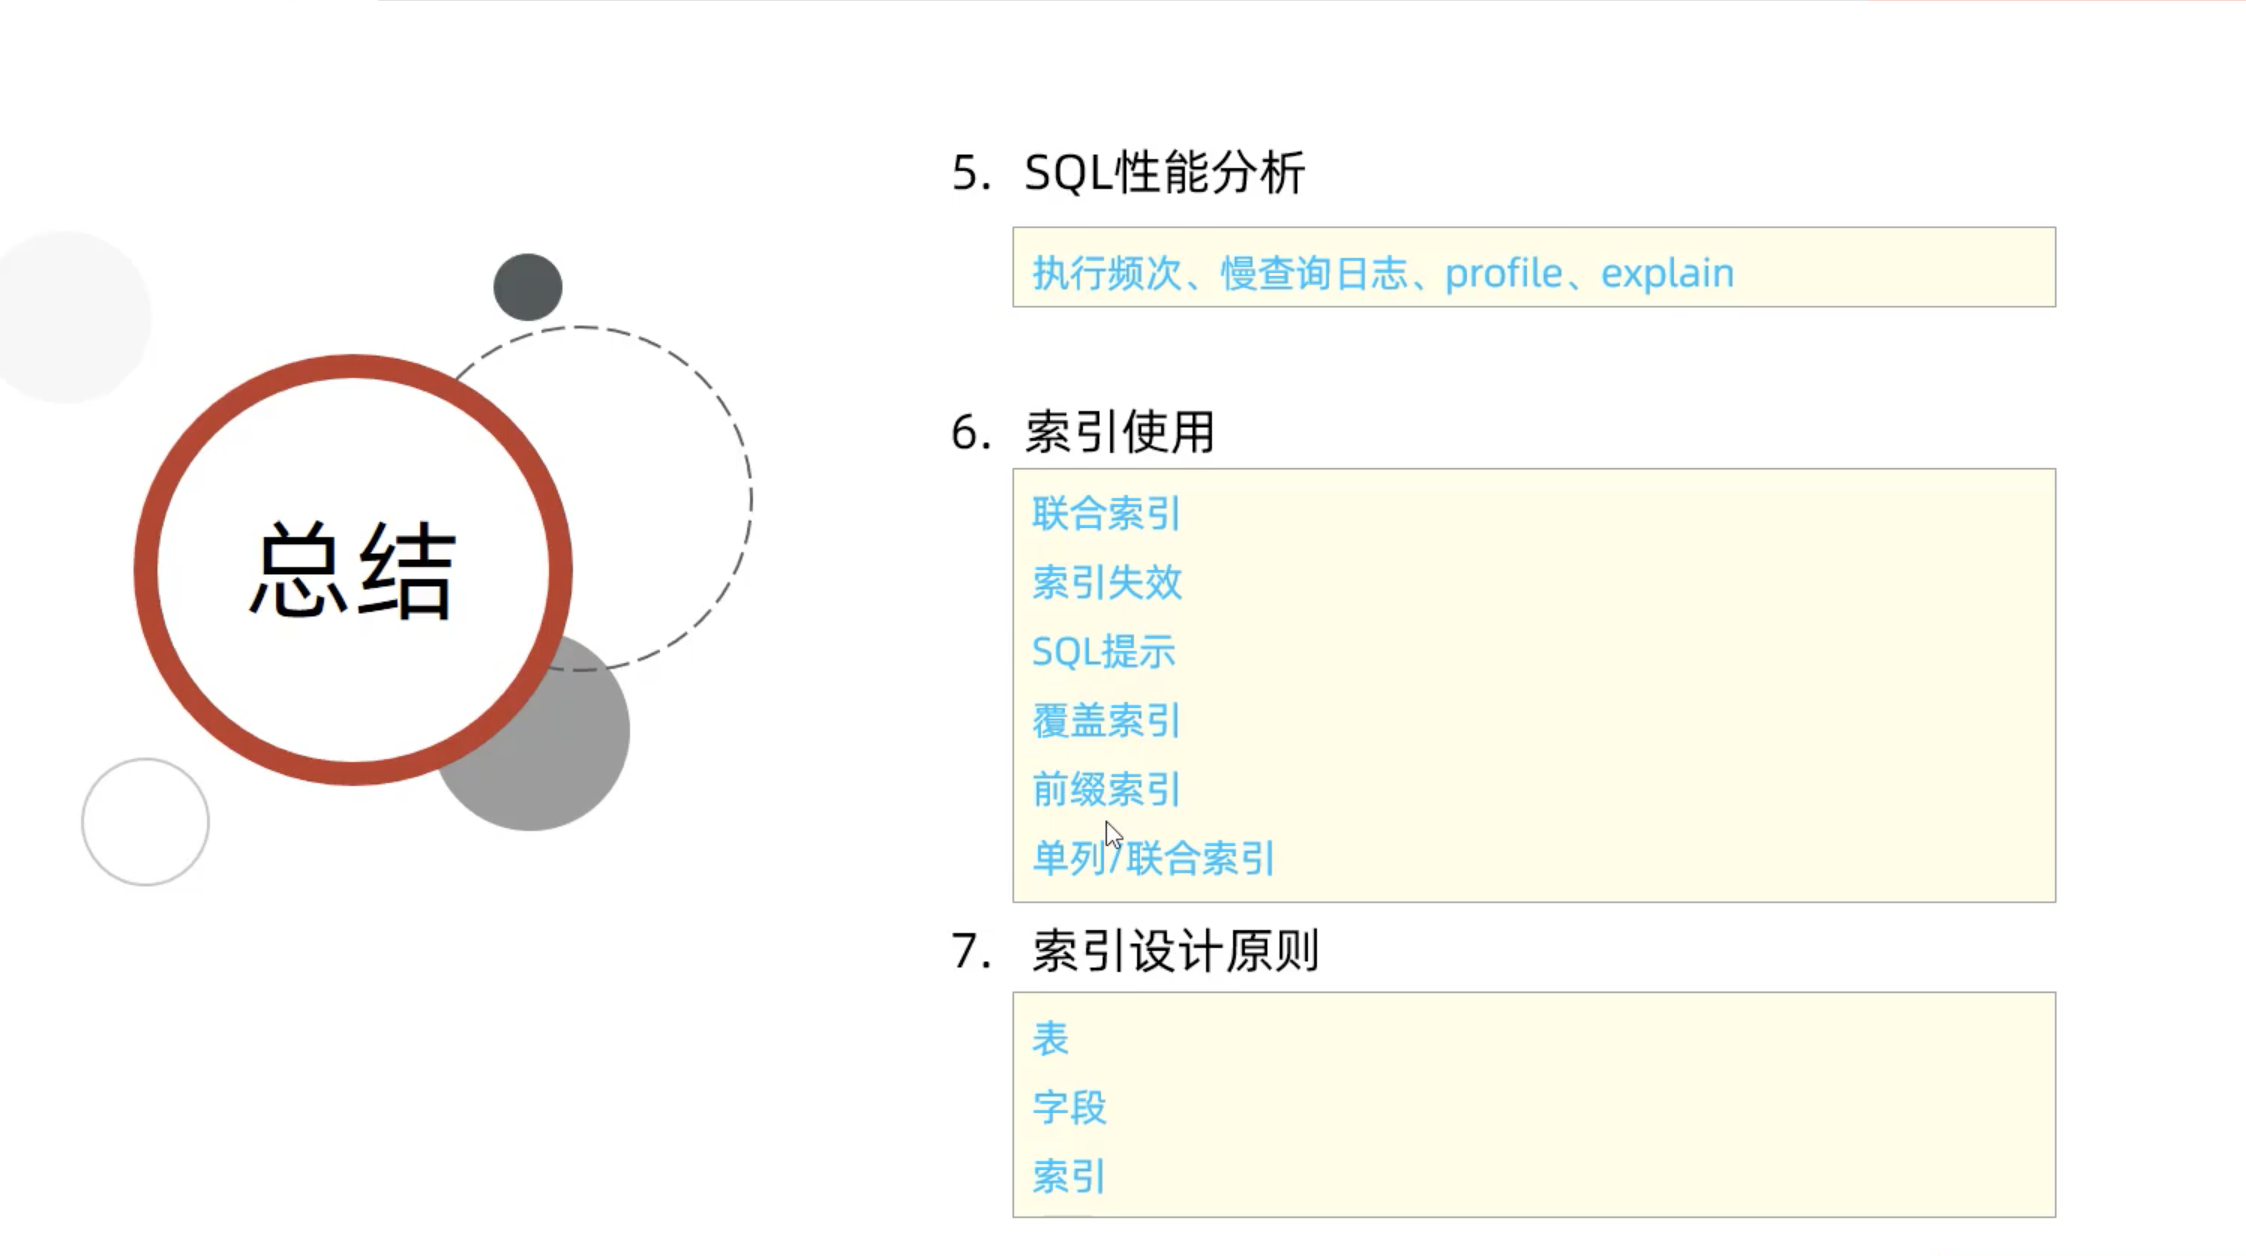 总结
5. SQL性能分析
执行频次、慢查询日志、profile、explain
6. 索引使用
联合索引
索引失效
SQL提示
覆盖索引
前缀索引
单列/联合索引
7. 索引设计原则
表
字段
索引